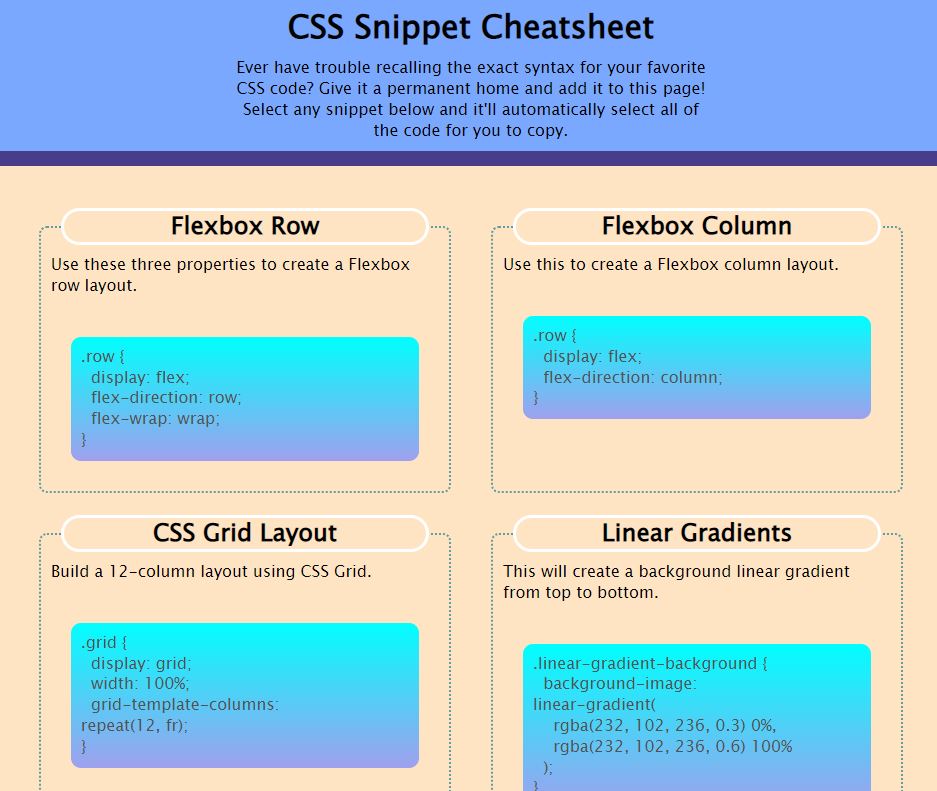 CSS Snippet Cheatsheet
Ever have trouble recalling the exact syntax for your favorite
CSS code? Give it a permanent home and add it to this page!
Select any snippet below and it'll automatically select all of
the code for you to copy.
Flexbox Row
Use these three properties to create a Flexbox
row layout.
.row {
  display: flex;
  flex-direction: row;
  flex-wrap: wrap;
}
Flexbox Column
Use this to create a Flexbox column layout.
.row {
  display: flex;
  flex-direction: column;
}
CSS Grid Layout
Build a 12-column layout using CSS Grid.
.grid {
  display: grid;
  width: 100%;
  grid-template-columns:
repeat(12, fr);
}
Linear Gradients
This will create a background linear gradient
from top to bottom.
.linear-gradient-background {
  background-image:
linear-gradient(
    rgba(232, 102, 236, 0.3) 0%,
    rgba(232, 102, 236, 0.6) 100%
  );
}